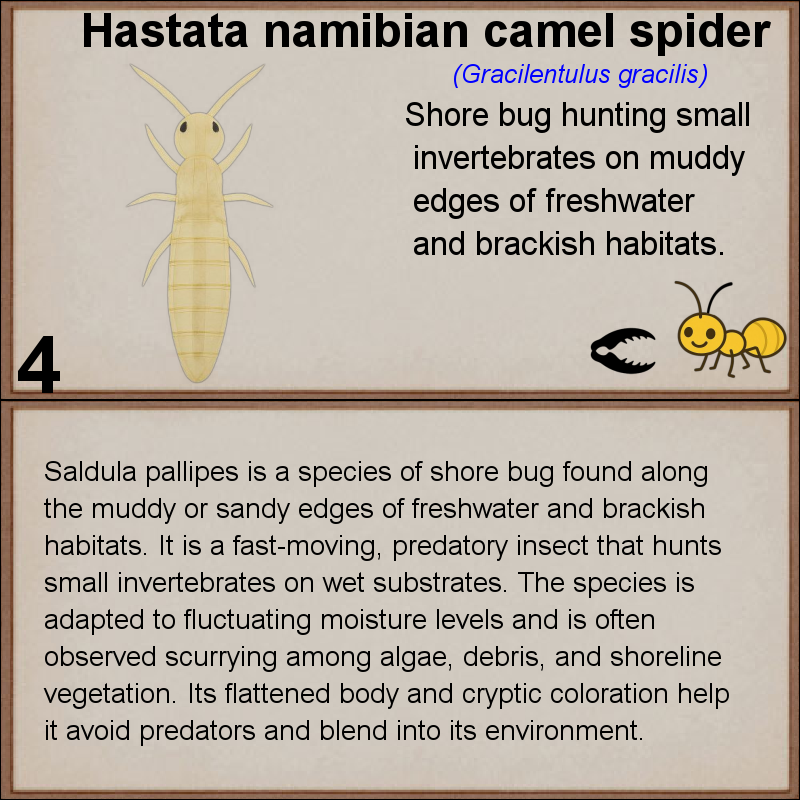 Hastata namibian camel spider
(Gracilentulus gracilis)
Shore bug hunting small
invertebrates on muddy
edges of freshwater
and brackish habitats.
4
Saldula pallipes is a species of shore bug found along
the muddy or sandy edges of freshwater and brackish
habitats. It is a fast-moving, predatory insect that hunts
small invertebrates on wet substrates. The species is
adapted to fluctuating moisture levels and is often
observed scurrying among algae, debris, and shoreline
vegetation. Its flattened body and cryptic coloration help
it avoid predators and blend into its environment.